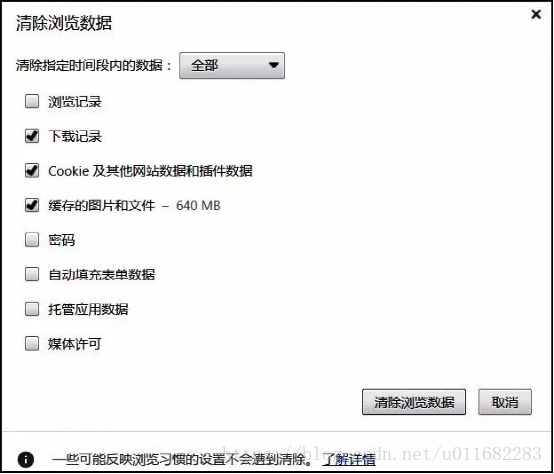 清除浏览数据
清除指定时间段内的数据： 全部
浏览记录
下载记录
Cookie 及其他网站数据和插件数据
缓存的图片和文件 – 640 MB
密码
自动填充表单数据
托管应用数据
媒体许可
清除浏览数据 取消
一些可能反映浏览习惯的设置不会遭到清除。 了解详情
https://blog.csdn.net/u011682283